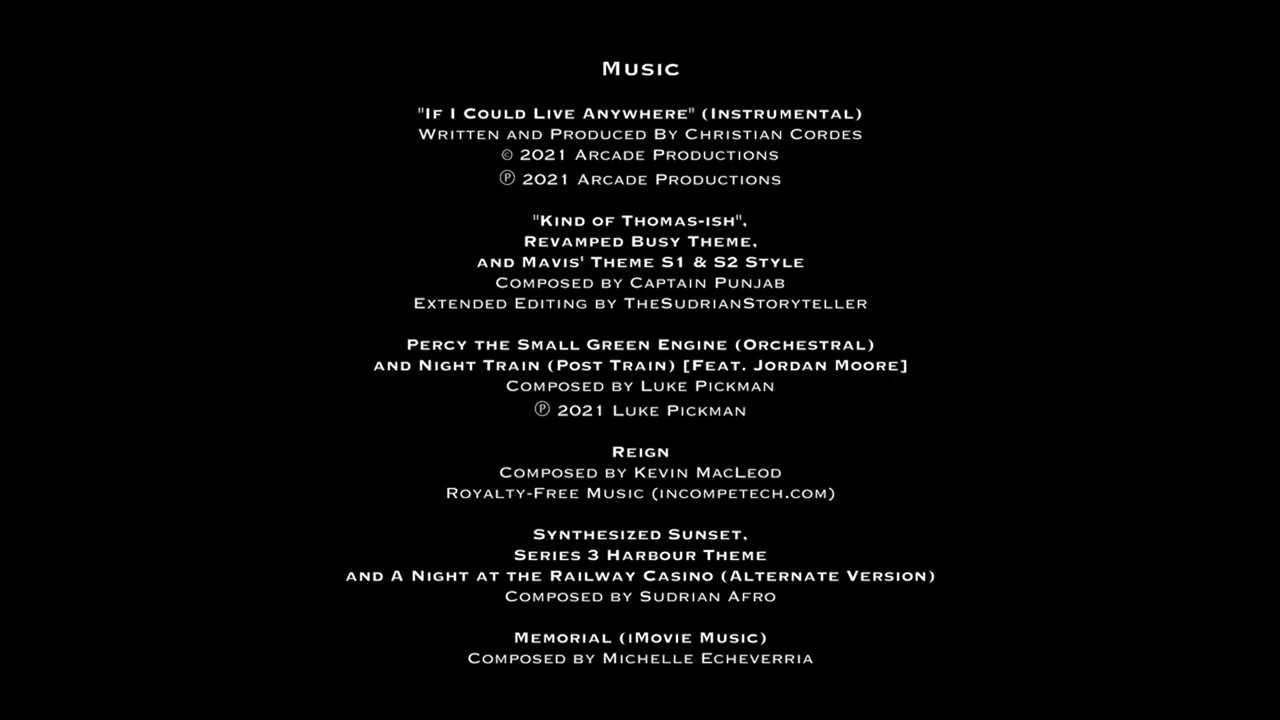 Music
"If I Could Live Anywhere" (Instrumental)
Written and Produced By Christian Cordes
© 2021 Arcade Productions
℗ 2021 Arcade Productions
"Kind of Thomas-ish",
Revamped Busy Theme,
and Mavis' Theme S1 & S2 Style
Composed by Captain Punjab
Extended Editing by TheSudrianStoryteller
Percy the Small Green Engine (Orchestral)
and Night Train (Post Train) [Feat. Jordan Moore]
Composed by Luke Pickman
℗ 2021 Luke Pickman
Reign
Composed by Kevin MacLeod
Royalty-Free Music (incompetech.com)
Synthesized Sunset,
Series 3 Harbour Theme
and A Night at the Railway Casino (Alternate Version)
Composed by Sudrian Afro
Memorial (iMovie Music)
Composed by Michelle Echeverria